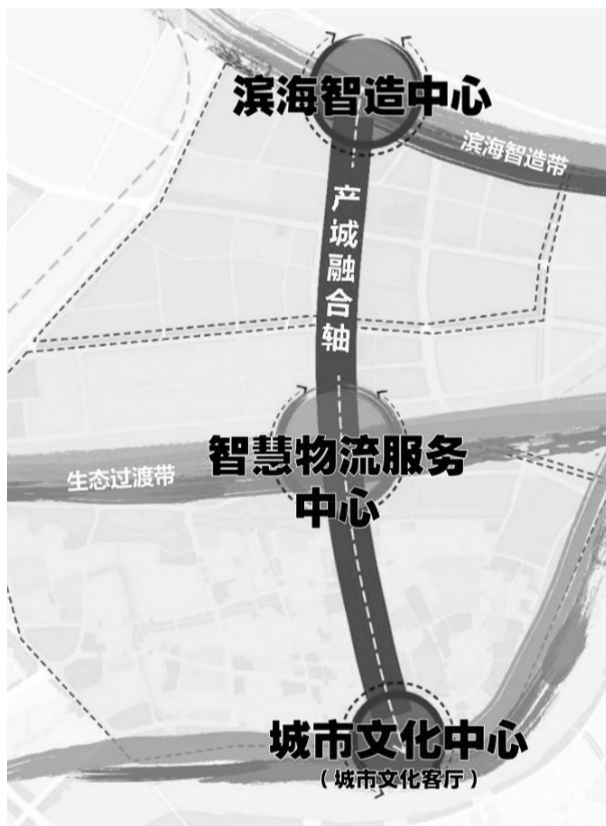 滨海智造中心
滨海智造带
产城融合轴
智慧物流服务
中心
生态过渡带
城市文化中心
（城市文化客厅）